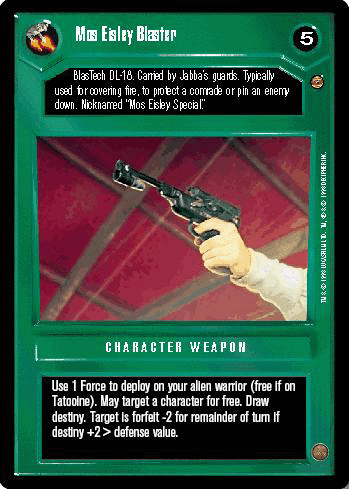 Mos Eisley Blaster
5
BlasTech DL-18. Carried by Jabba's guards. Typically
used for covering fire, to protect a comrade or pin an enemy
down. Nicknamed "Mos Eisley Special."
CHARACTER WEAPON
Use 1 Force to deploy on your alien warrior (free if on
Tatooine). May target a character for free. Draw
destiny. Target is forfeit -2 for remainder of turn if
destiny +2 > defense value.